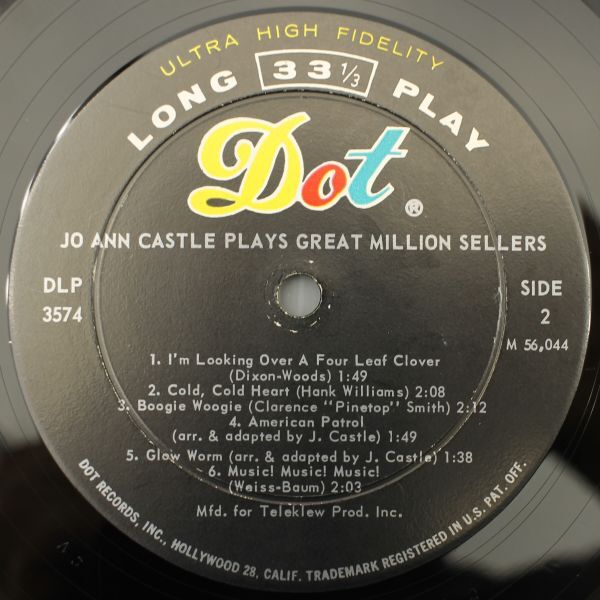 ULTRA HIGH FIDELITY
LONG 33 1/3 PLAY
Dot ®
JO ANN CASTLE PLAYS GREAT MILLION SELLERS
DLP
3574
SIDE
2
M 56,044
1. I'm Looking Over A Four Leaf Clover
(Dixon-Woods) 1:49
2. Cold, Cold Heart (Hank Williams) 2:08
3. Boogie Woogie (Clarence "Pinetop" Smith) 2:12
4. American Patrol
(arr. & adapted by J. Castle) 1:49
5. Glow Worm (arr. & adapted by J. Castle) 1:38
6. Music! Music! Music!
(Weiss-Baum) 2:03
Mfd. for Teleklew Prod. Inc.
DOT RECORDS, INC., HOLLYWOOD 28, CALIF. TRADEMARK REGISTERED IN U.S. PAT. OFF.